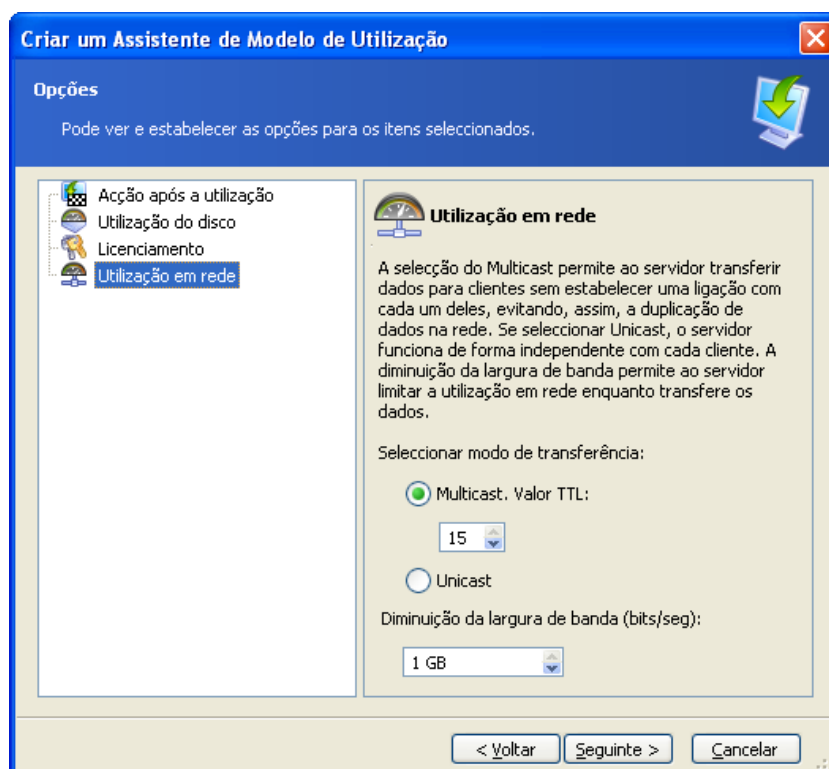 Criar um Assistente de Modelo de Utilização
Opções
Pode ver e estabelecer as opções para os itens seleccionados.
Acção após a utilização
Utilização do disco
Licenciamento
Utilização em rede
Utilização em rede
A selecção do Multicast permite ao servidor transferir
dados para clientes sem estabelecer uma ligação com
cada um deles, evitando, assim, a duplicação de
dados na rede. Se seleccionar Unicast, o servidor
funciona de forma independente com cada cliente. A
diminuição da largura de banda permite ao servidor
limitar a utilização em rede enquanto transfere os
dados.
Seleccionar modo de transferência:
Multicast. Valor TTL:
15
Unicast
Diminuição da largura de banda (bits/seg):
1 GB
< Voltar
Seguinte >
Cancelar